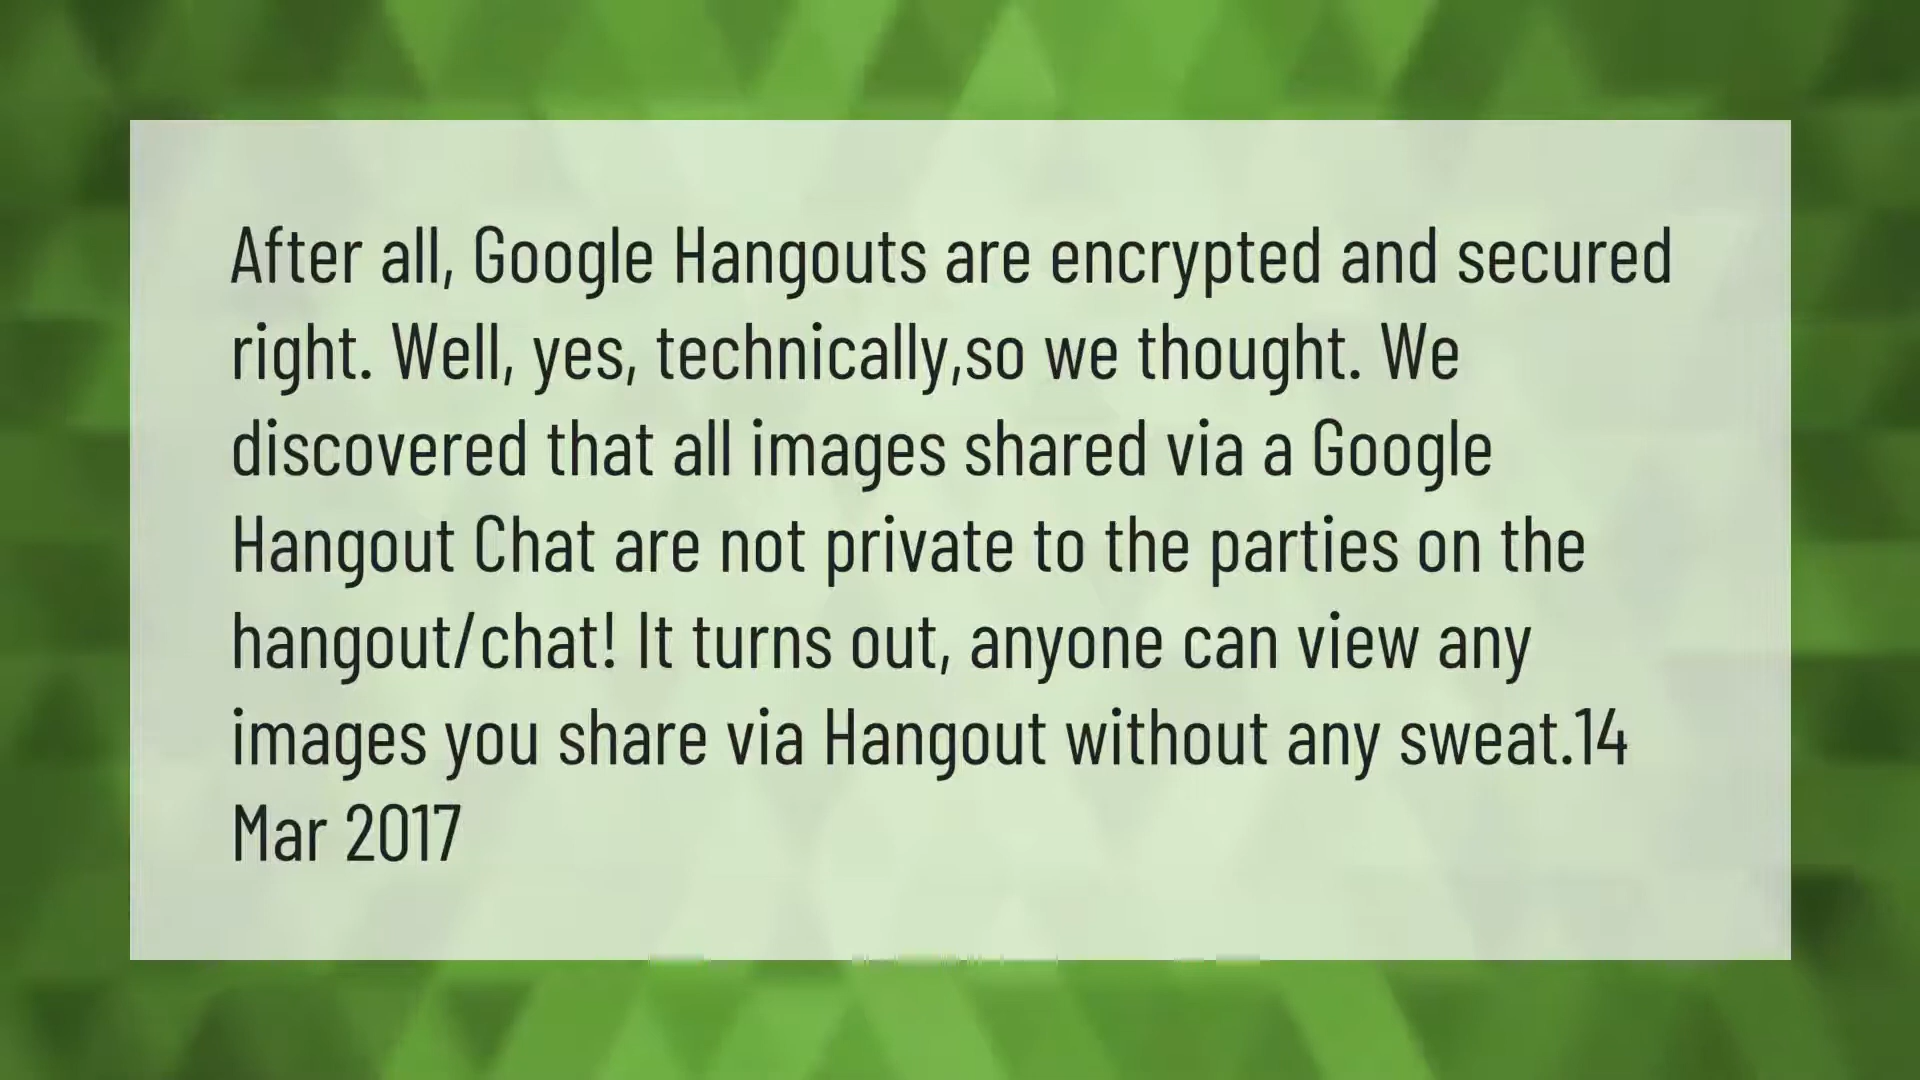 After all, Google Hangouts are encrypted and secured
right. Well, yes, technically,so we thought. We
discovered that all images shared via a Google
Hangout Chat are not private to the parties on the
hangout/chat! It turns out, anyone can view any
images you share via Hangout without any sweat.14
Mar 2017